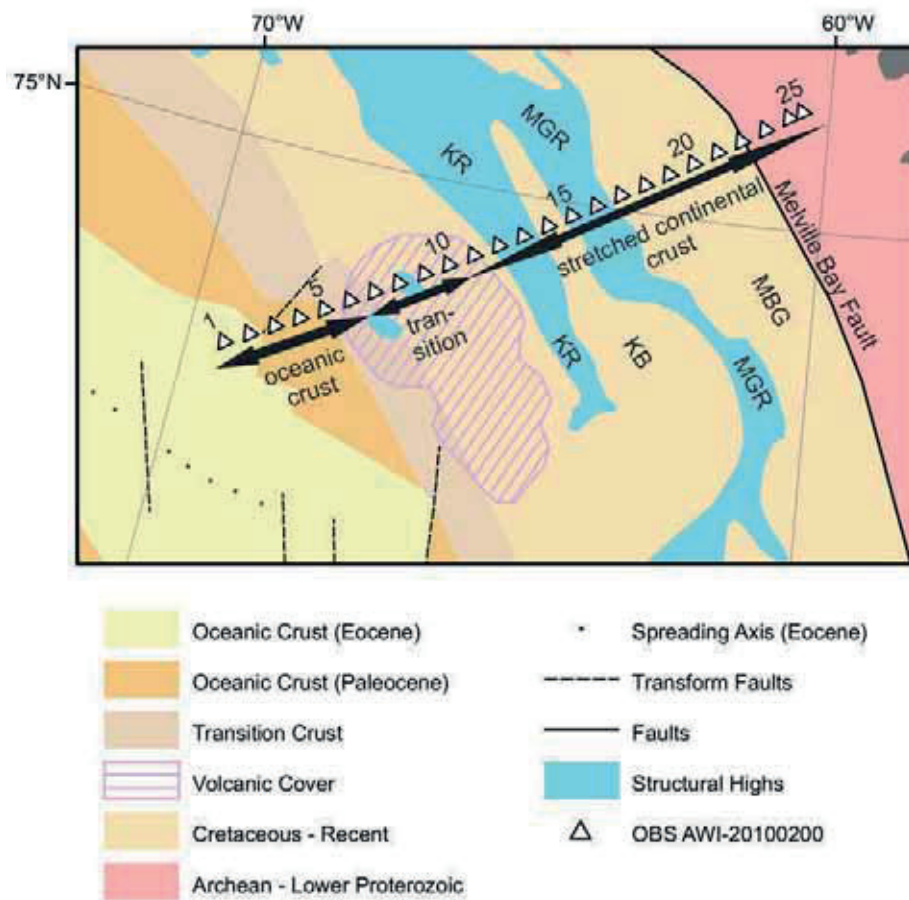 70°W
60°W
75°N
25
MGR
20
KR
15
Melville Bay Fault
10
stretched continental
crust
5
1
tran-
sition
MBG
oceanic
crust
KR
KB
MGR
Oceanic Crust (Eocene)
Oceanic Crust (Paleocene)
Transition Crust
Volcanic Cover
Cretaceous - Recent
Archean - Lower Proterozoic
Spreading Axis (Eocene)
Transform Faults
Faults
Structural Highs
OBS AWI-20100200